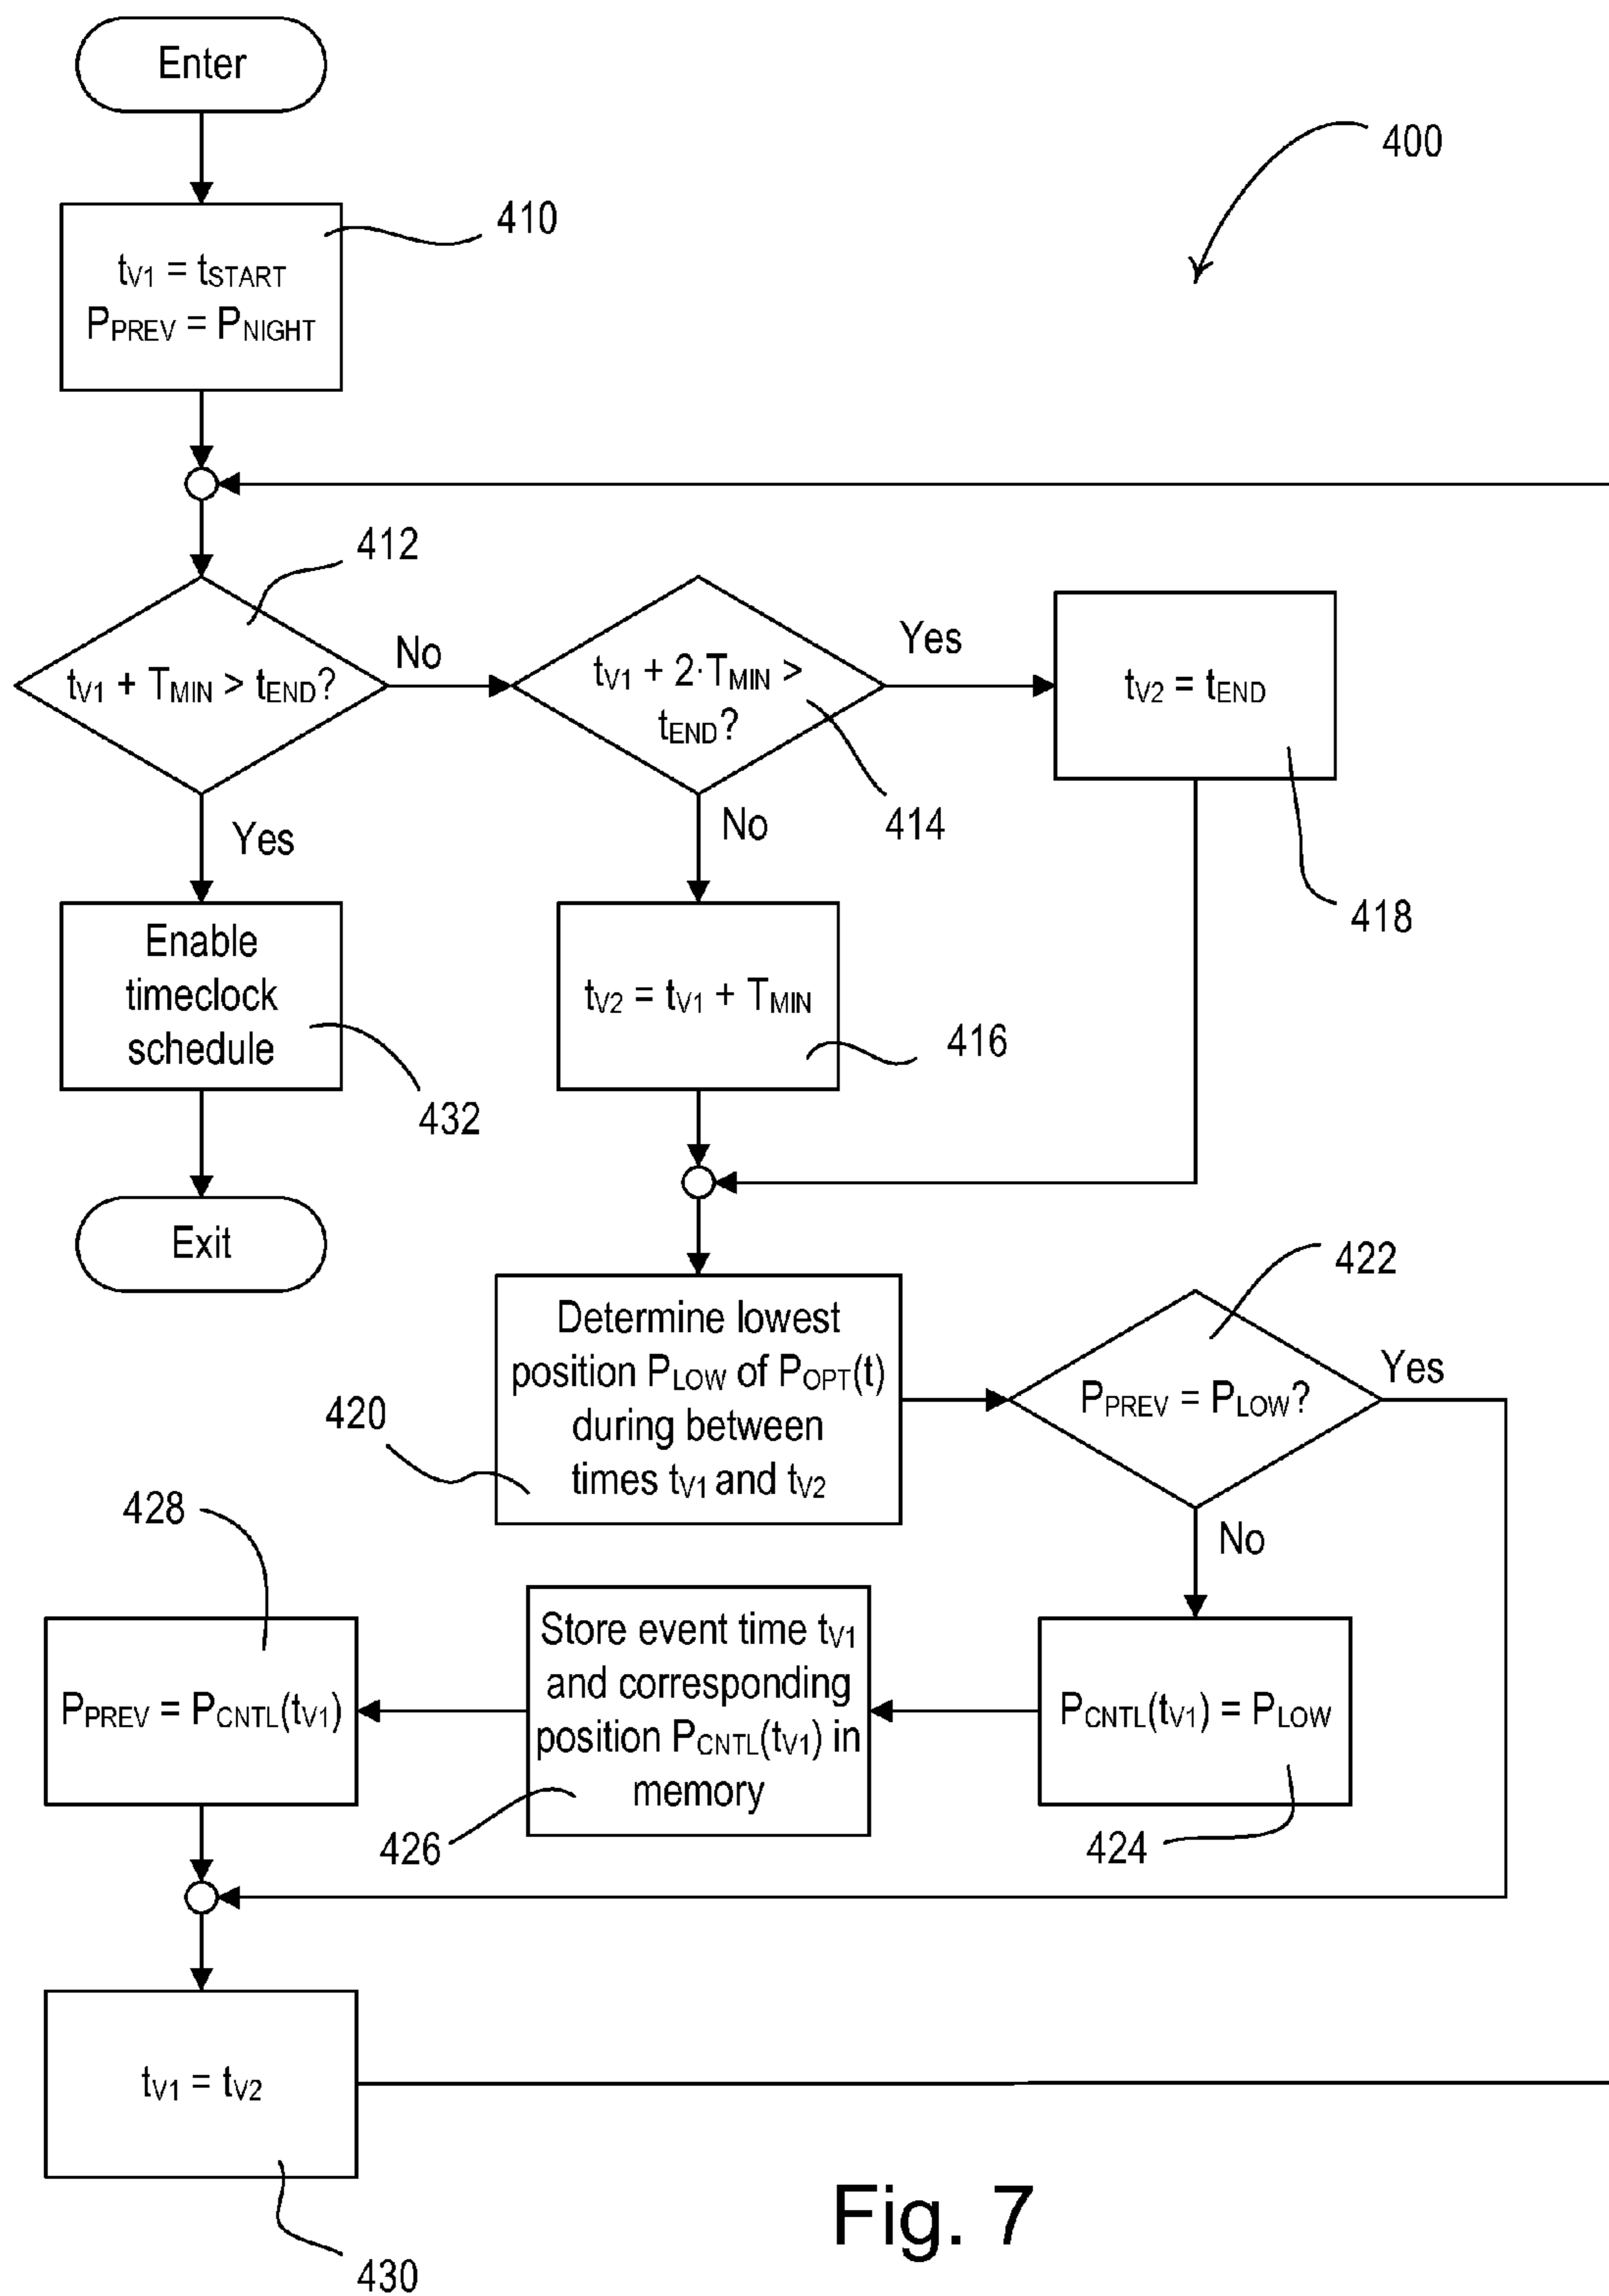 Enter
400
410
tV1 = tSTART
PPREV = PNIGHT
412
tV1 + TMIN > tEND?
No
Yes
tV1 + 2·TMIN >
tEND?
414
Yes
No
tV2 = tEND
418
Enable
timeclock
schedule
432
tV2 = tV1 + TMIN
416
Exit
Determine lowest
position PLOW of POPT(t)
during between
times tV1 and tV2
420
422
PPREV = PLOW?
Yes
No
428
PPREV = PCNTL(tV1)
Store event time tV1
and corresponding
position PCNTL(tV1) in
memory
426
PCNTL(tV1) = PLOW
424
tV1 = tV2
430
Fig. 7